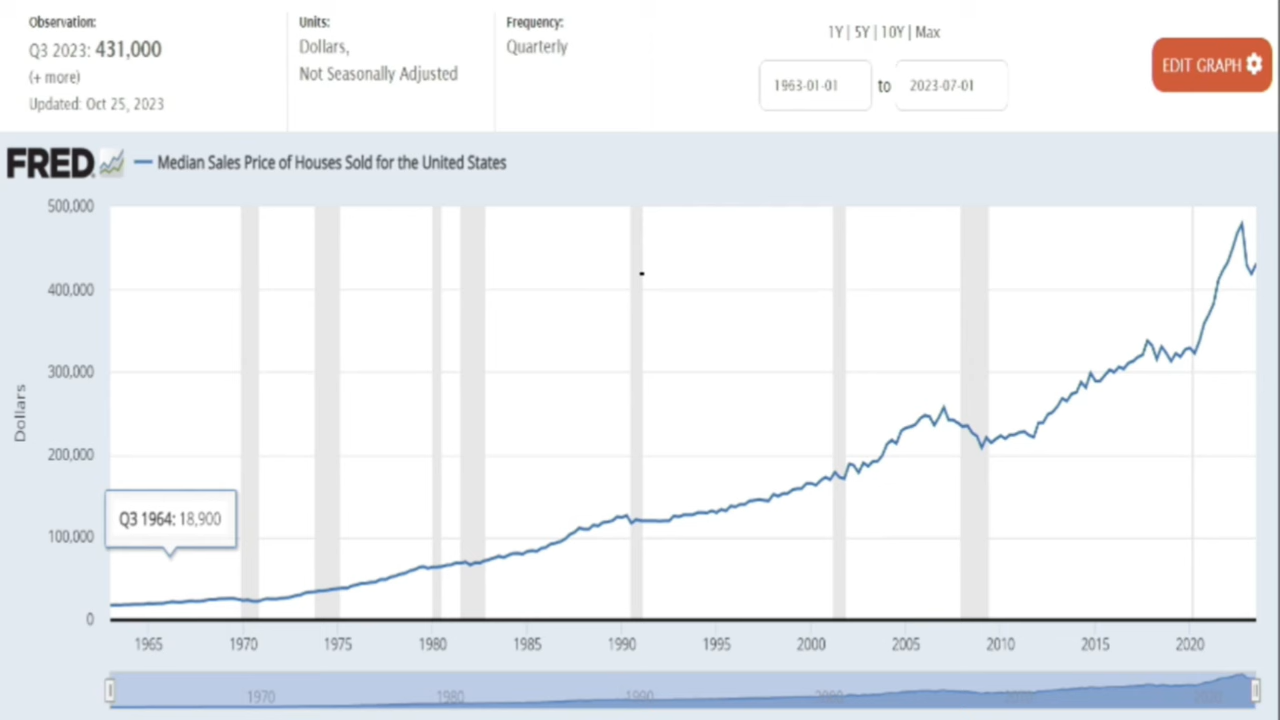 Observation:
Q3 2023: 431,000
(+ more)
Updated: Oct 25, 2023
Units:
Dollars,
Not Seasonally Adjusted
Frequency:
Quarterly
1Y | 5Y | 10Y | Max
1963-01-01 to 2023-07-01
EDIT GRAPH
FRED Median Sales Price of Houses Sold for the United States
500,000
400,000
300,000
200,000
100,000
0
Dollars
Q3 1964: 18,900
1965 1970 1975 1980 1985 1990 1995 2000 2005 2010 2015 2020
1970 1980 1990 2000 2010 2020